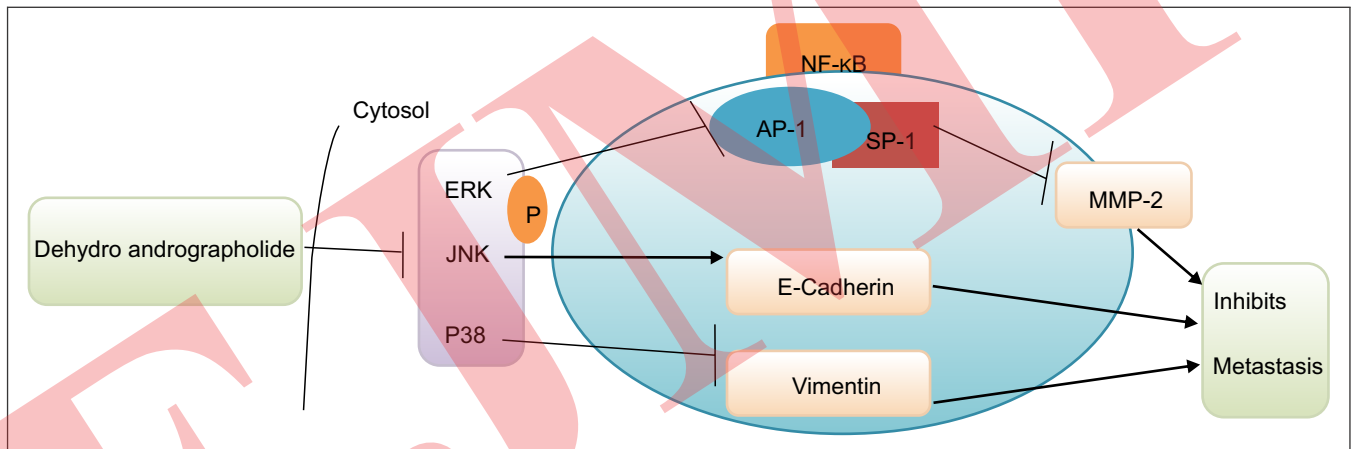 NF-κB
Cytosol
AP-1
SP-1
ERK
P
MMP-2
Dehydro andrographolide
JNK
E-Cadherin
Inhibits
P38
Metastasis
Vimentin